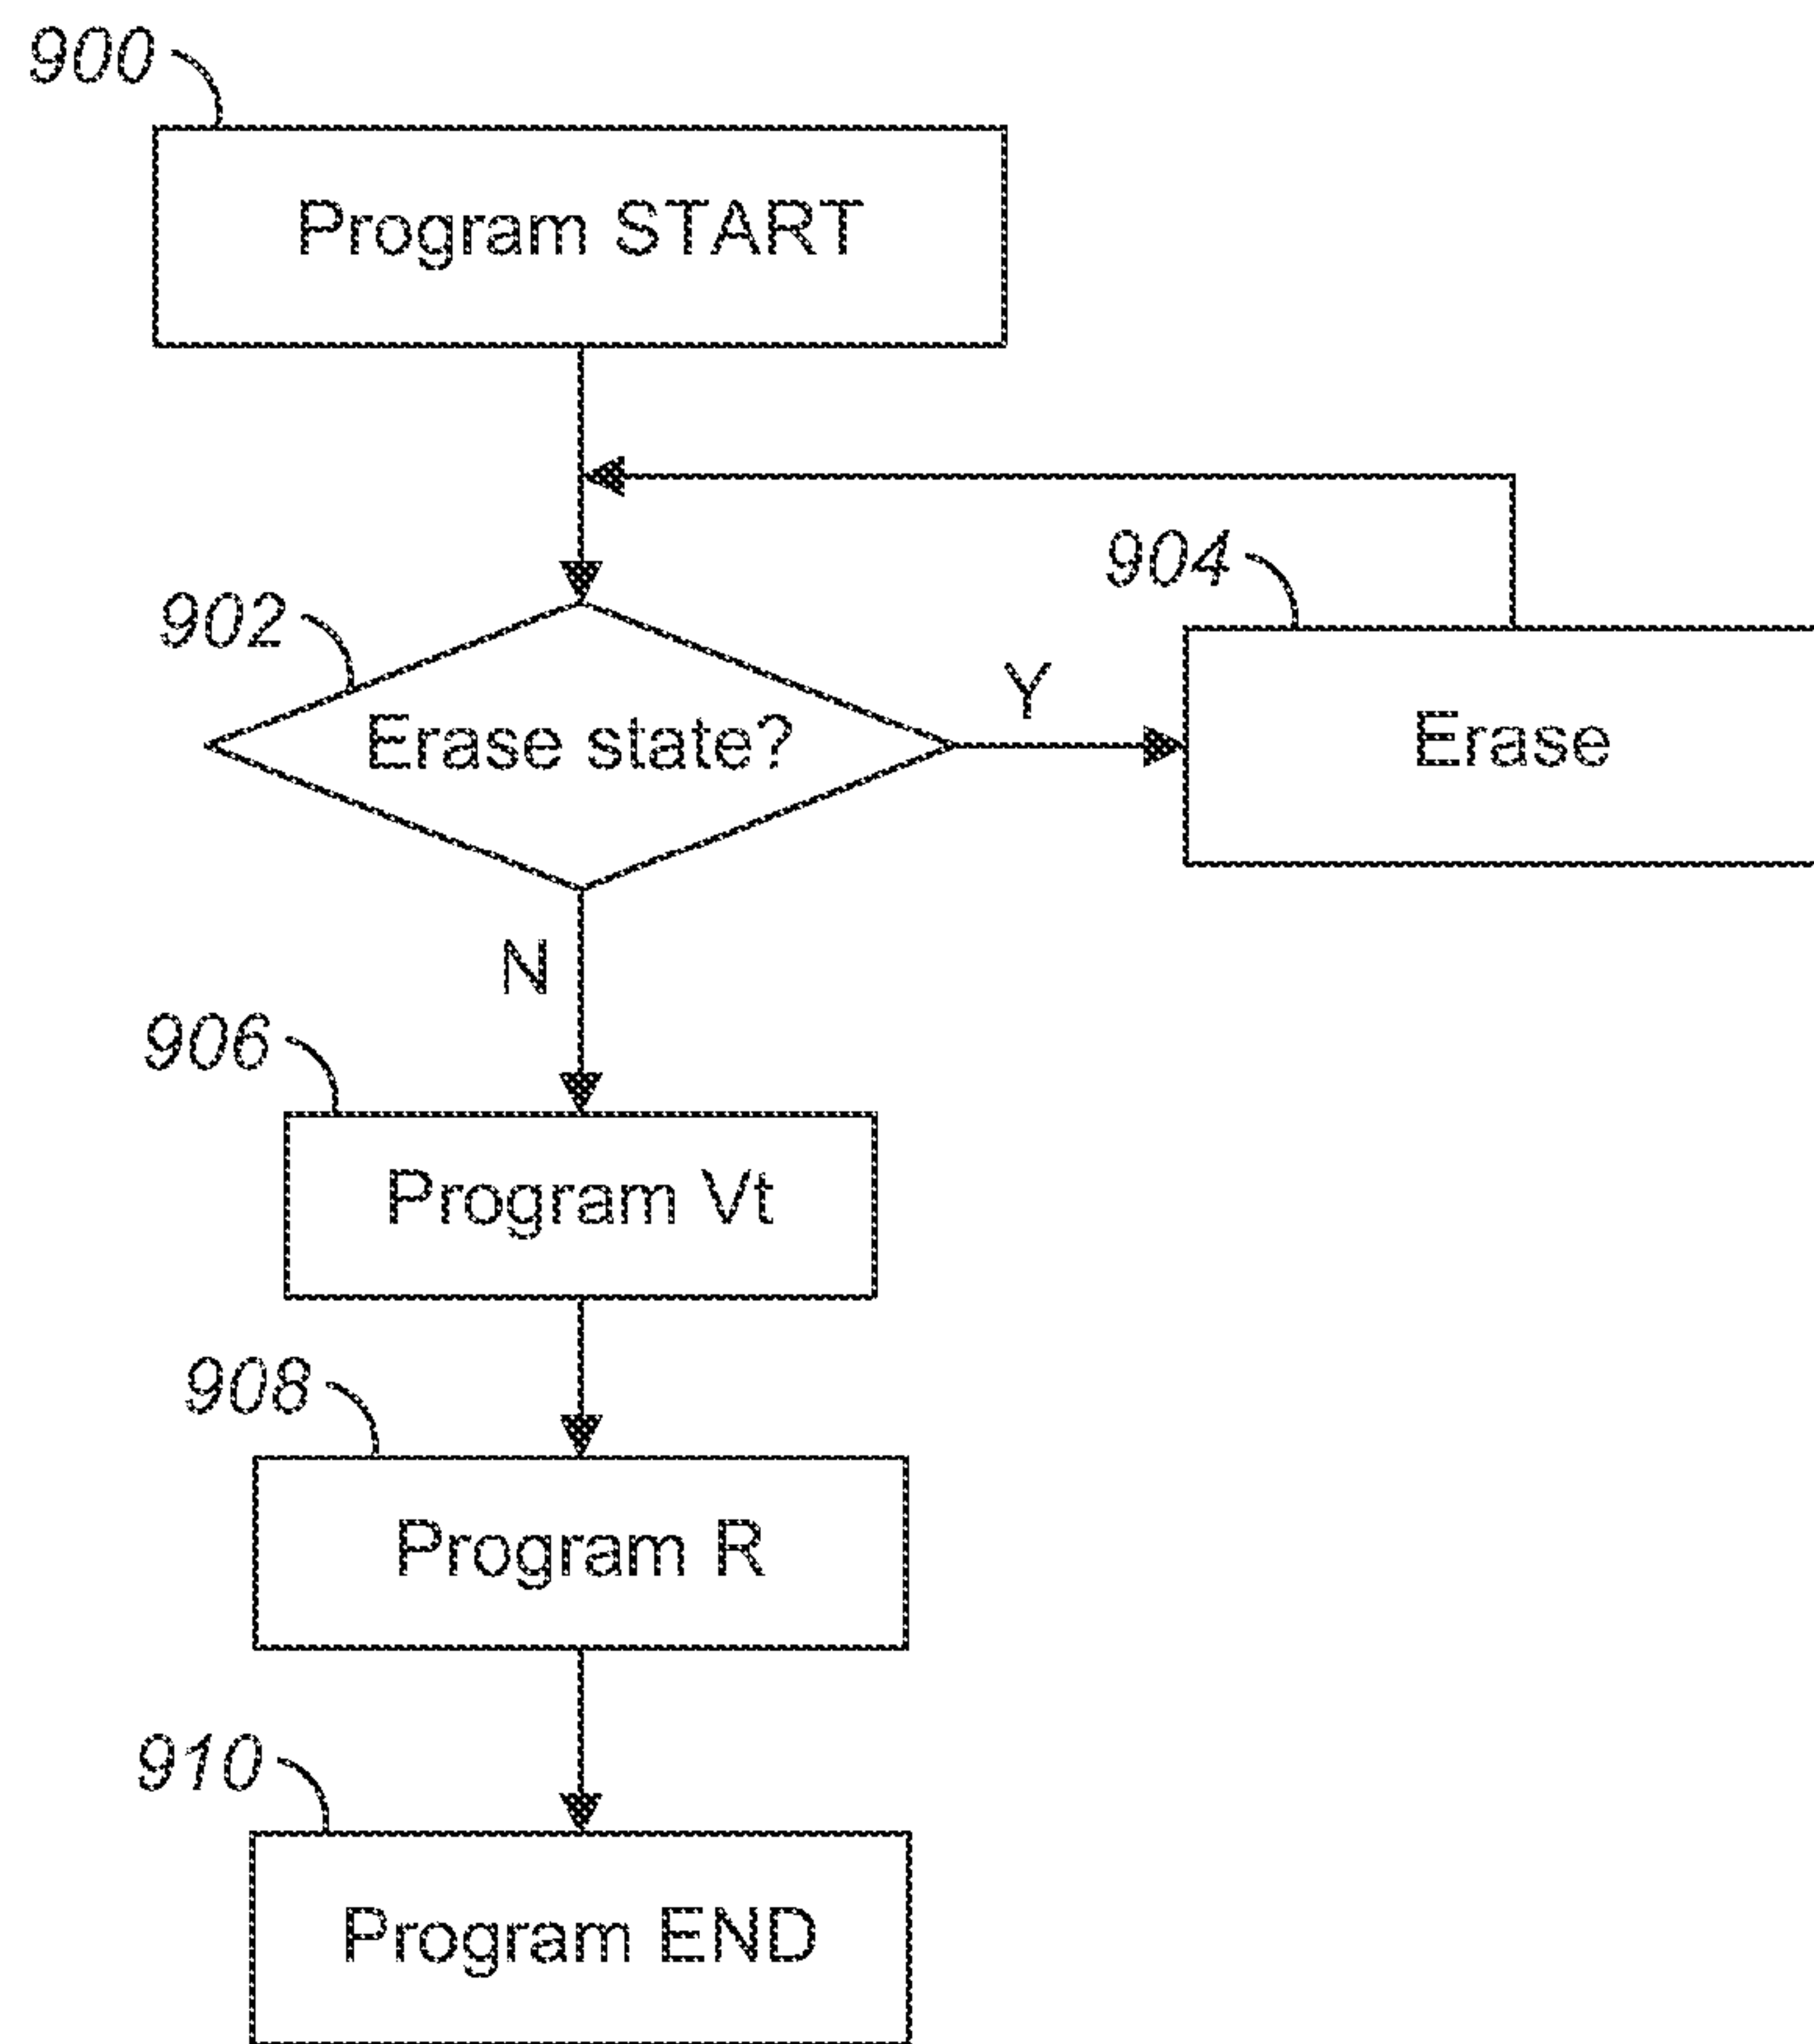 900
Program START
904
902
Y
Erase state?
Erase
N
906
Program Vt
908
Program R
910
Program END